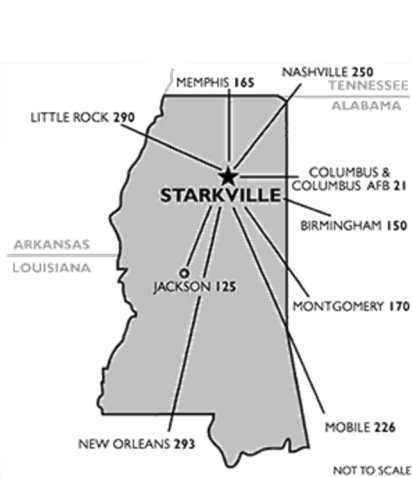 NASHVILLE 250
MEMPHIS 165
TENNESSEE
ALABAMA
LITTLE ROCK 290
COLUMBUS &
COLUMBUS AFB 21
STARKVILLE
BIRMINGHAM 150
ARKANSAS
LOUISIANA
JACKSON 125
MONTGOMERY 170
MOBILE 226
NEW ORLEANS 293
NOT TO SCALE